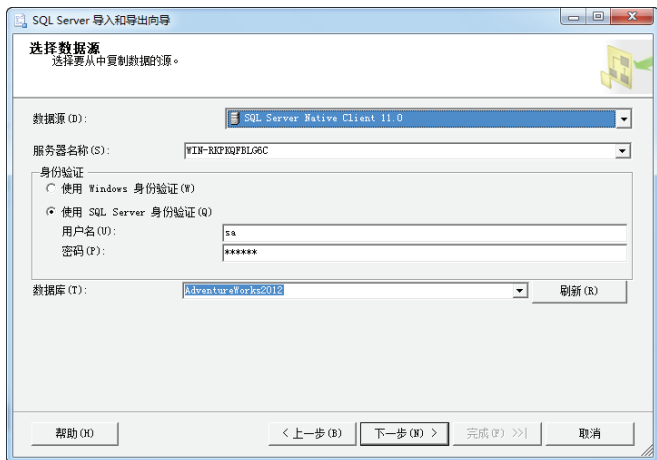 SQL Server 导入和导出向导
选择数据源
选择要从中复制数据的源。
数据源(D): SQL Server Native Client 11.0
服务器名称(S): WIN-RKPKQFBLG6C
身份验证
使用 Windows 身份验证(W)
使用 SQL Server 身份验证(Q)
用户名(U): sa
密码(P): ******
数据库(T): AdventureWorks2012 刷新(R)
帮助(H) < 上一步(B) 下一步(N) > 完成(F) >>| 取消